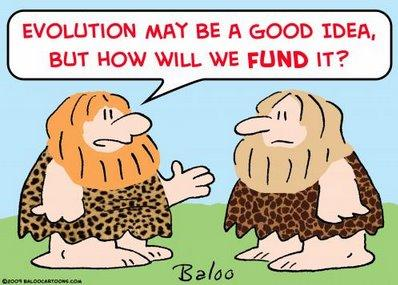 EVOLUTION MAY BE A GOOD IDEA,
BUT HOW WILL WE FUND IT?
Baloo
©2009 BALOOCARTOONS.COM